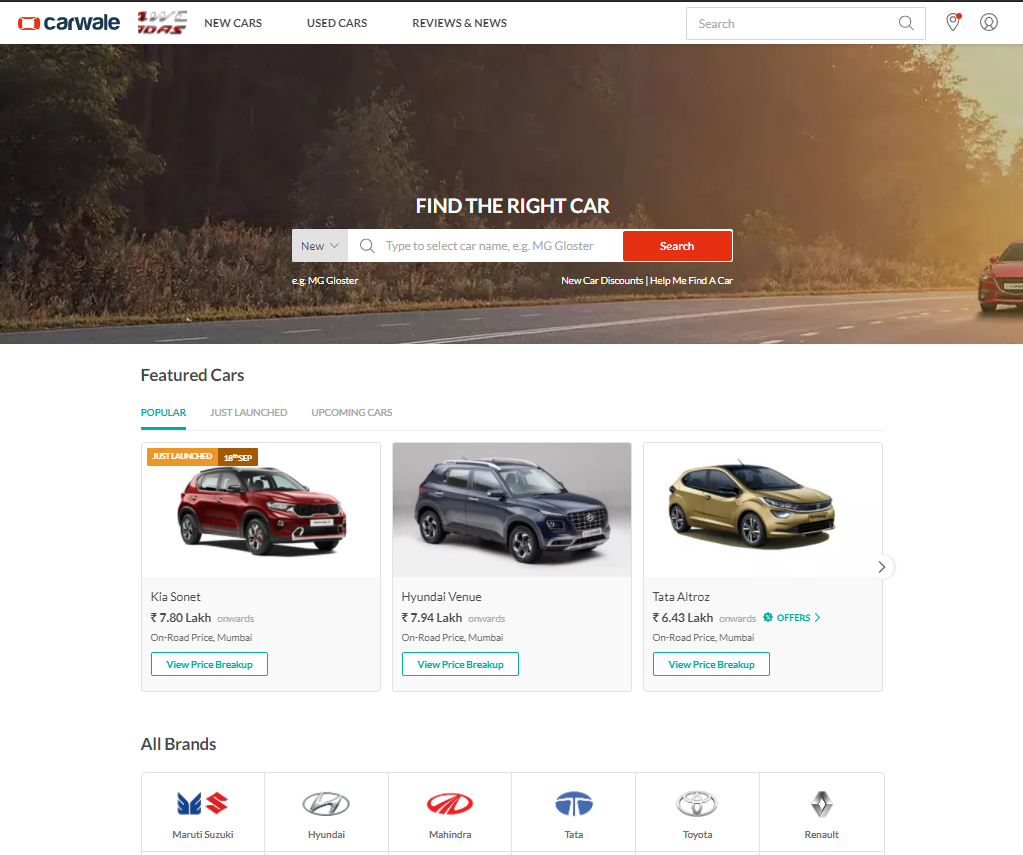 carwale
NEW CARS
USED CARS
REVIEWS & NEWS
Search
FIND THE RIGHT CAR
New
Type to select car name, e.g. MG Gloster
Search
e.g. MG Gloster
New Car Discounts | Help Me Find A Car
Featured Cars
POPULAR
JUST LAUNCHED
UPCOMING CARS
JUST LAUNCHED 18th SEP
Kia Sonet
₹ 7.80 Lakh onwards
On-Road Price, Mumbai
View Price Breakup
Hyundai Venue
₹ 7.94 Lakh onwards
On-Road Price, Mumbai
View Price Breakup
Tata Altroz
₹ 6.43 Lakh onwards OFFERS
On-Road Price, Mumbai
View Price Breakup
All Brands
Maruti Suzuki
Hyundai
Mahindra
Tata
Toyota
Renault